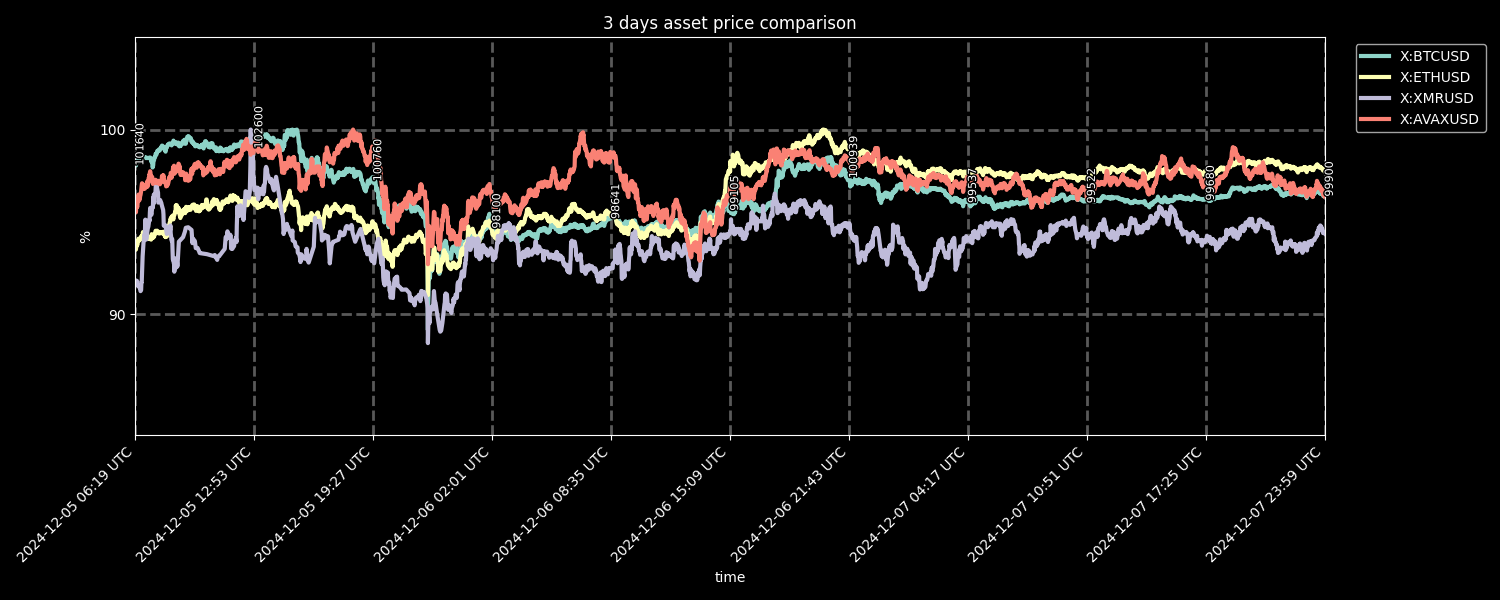 3 days asset price comparison
X:BTCUSD
X:ETHUSD
X:XMRUSD
X:AVAXUSD
%
100
90
101640
102600
100760
98100
98641
99105
100939
99537
99522
99680
99900
2024-12-05 06:19 UTC
2024-12-05 12:53 UTC
2024-12-05 19:27 UTC
2024-12-06 02:01 UTC
2024-12-06 08:35 UTC
2024-12-06 15:09 UTC
2024-12-06 21:43 UTC
2024-12-07 04:17 UTC
2024-12-07 10:51 UTC
2024-12-07 17:25 UTC
2024-12-07 23:59 UTC
time